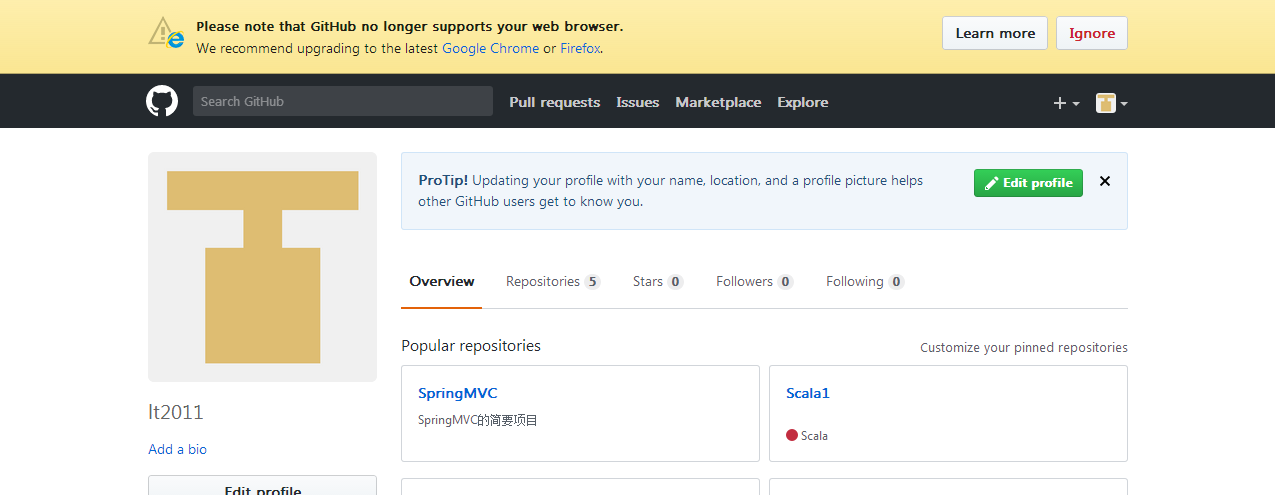 Please note that GitHub no longer supports your web browser.
We recommend upgrading to the latest Google Chrome or Firefox.
Learn more
Ignore
Search GitHub
Pull requests
Issues
Marketplace
Explore
ProTip! Updating your profile with your name, location, and a profile picture helps
other GitHub users get to know you.
Edit profile
Overview
Repositories 5
Stars 0
Followers 0
Following 0
Popular repositories
Customize your pinned repositories
SpringMVC
SpringMVC的简要项目
Scala1
Scala
lt2011
Add a bio
Edit profile